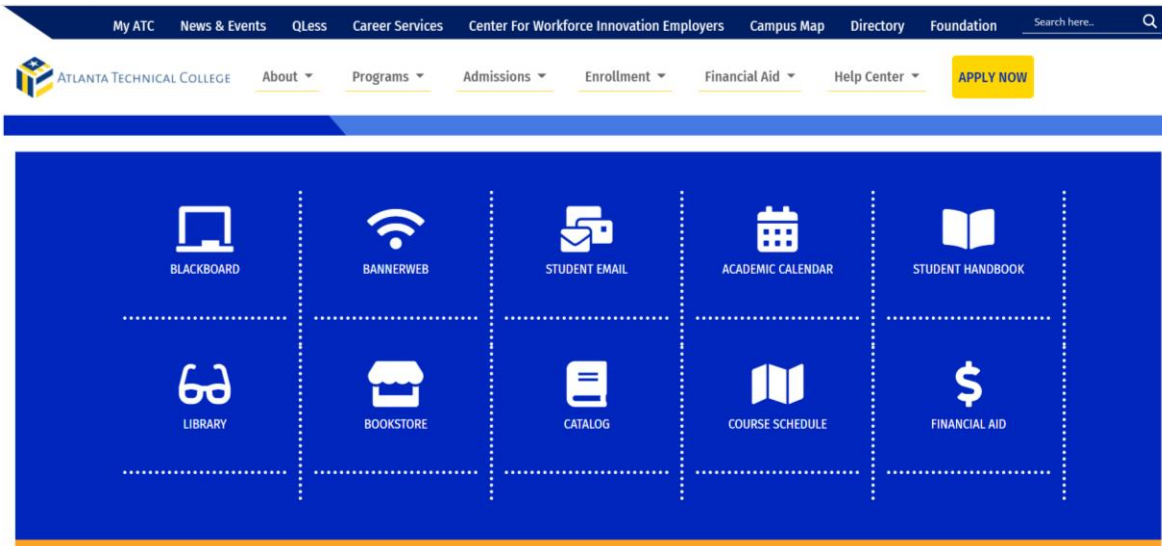 My ATC News & Events QLess Career Services Center For Workforce Innovation Employers Campus Map Directory Foundation Search here..
ATLANTA TECHNICAL COLLEGE About Programs Admissions Enrollment Financial Aid Help Center APPLY NOW
BLACKBOARD BANNERWEB STUDENT EMAIL ACADEMIC CALENDAR STUDENT HANDBOOK
LIBRARY BOOKSTORE CATALOG COURSE SCHEDULE FINANCIAL AID